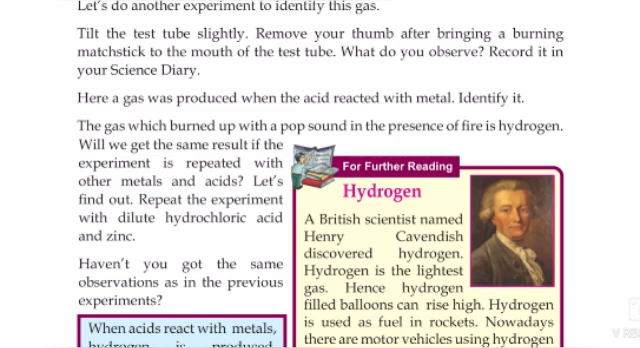 Let's do another experiment to identify this gas.
Tilt the test tube slightly. Remove your thumb after bringing a burning
matchstick to the mouth of the test tube. What do you observe? Record it in
your Science Diary.
Here a gas was produced when the acid reacted with metal. Identify it.
The gas which burned up with a pop sound in the presence of fire is hydrogen.
Will we get the same result if the
experiment is repeated with
other metals and acids? Let's
find out. Repeat the experiment
with dilute hydrochloric acid
and zinc.
Haven't you got the same
observations as in the previous
experiments?
When acids react with metals,
hydrogen is produced
For Further Reading
Hydrogen
A British scientist named
Henry Cavendish
discovered hydrogen.
Hydrogen is the lightest
gas. Hence hydrogen
filled balloons can rise high. Hydrogen
is used as fuel in rockets. Nowadays
there are motor vehicles using hydrogen